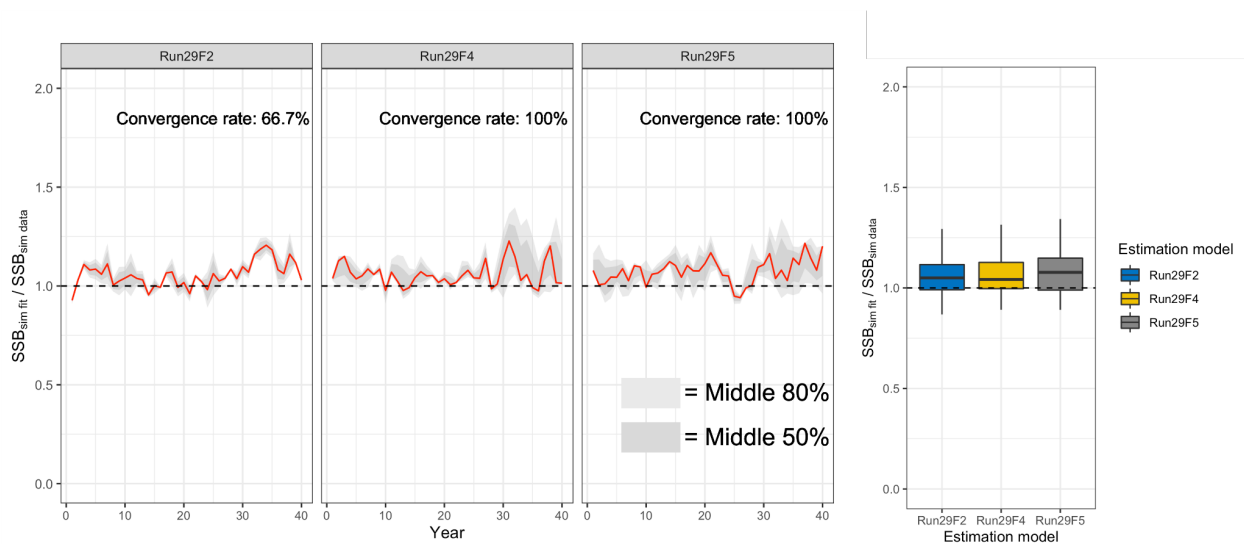 Run29F2
Run29F4
Run29F5
Convergence rate: 66.7%
Convergence rate: 100%
Convergence rate: 100%
SSBsim fit / SSBsim data
2.0
1.5
1.0
0.5
0.0
= Middle 80%
= Middle 50%
0 10 20 30 40
0 10 20 30 40
0 10 20 30 40
Year
SSBsim fit / SSBsim data
2.0
1.5
1.0
0.5
0.0
Run29F2 Run29F4 Run29F5
Estimation model
Estimation model
Run29F2
Run29F4
Run29F5